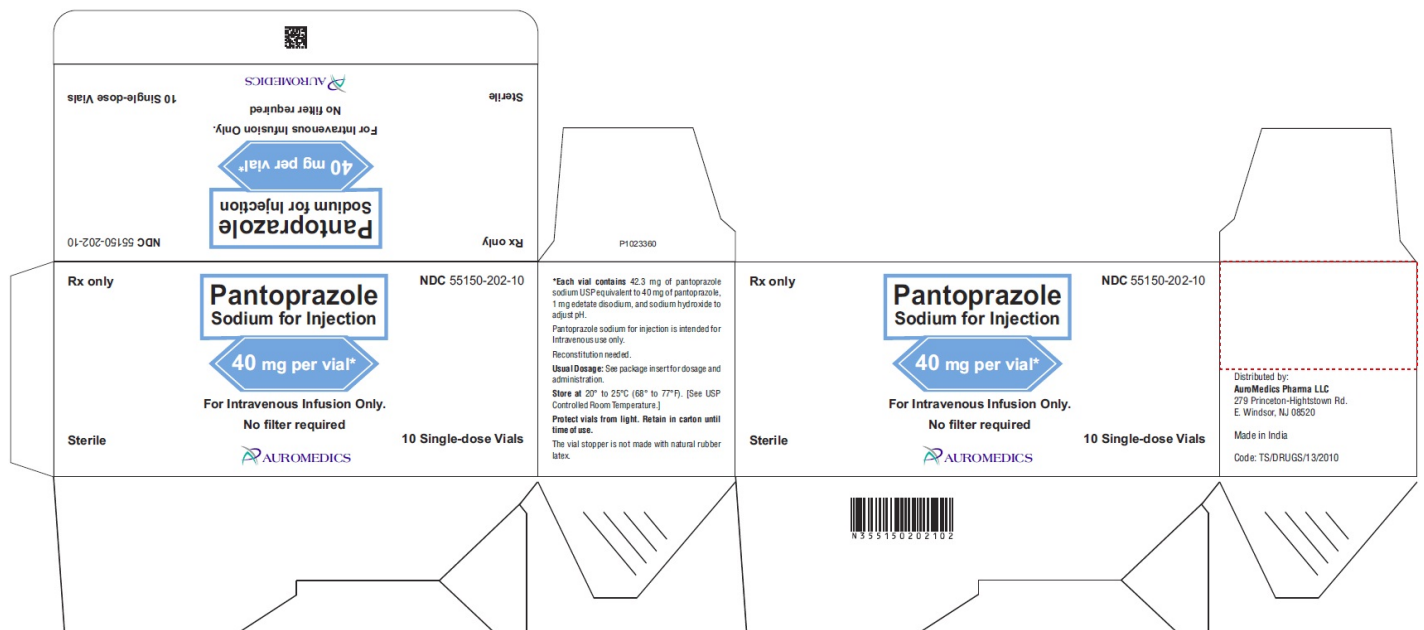 AUROMEDICS
10 Single-dose Vials
Sterile
No filter required
For Intravenous Infusion Only.
40 mg per vial*
Pantoprazole
Sodium for Injection
NDC 55150-202-10
Rx only
P1023360
Rx only
NDC 55150-202-10
Pantoprazole
Sodium for Injection
40 mg per vial*
For Intravenous Infusion Only.
No filter required
Sterile
10 Single-dose Vials
AUROMEDICS
*Each vial contains 42.3 mg of pantoprazole
sodium USP equivalent to 40 mg of pantoprazole,
1 mg edetate disodium, and sodium hydroxide to
adjust pH.
Pantoprazole sodium for injection is intended for
Intravenous use only.
Reconstitution needed.
Usual Dosage: See package insert for dosage and
administration.
Store at 20° to 25°C (68° to 77°F). [See USP
Controlled Room Temperature.]
Protect vials from light. Retain in carton until
time of use.
The vial stopper is not made with natural rubber
latex.
Rx only
NDC 55150-202-10
Pantoprazole
Sodium for Injection
40 mg per vial*
For Intravenous Infusion Only.
No filter required
Sterile
10 Single-dose Vials
AUROMEDICS
Distributed by:
AuroMedics Pharma LLC
279 Princeton-Hightstown Rd.
E. Windsor, NJ 08520
Made in India
Code: TS/DRUGS/13/2010
N355150202102